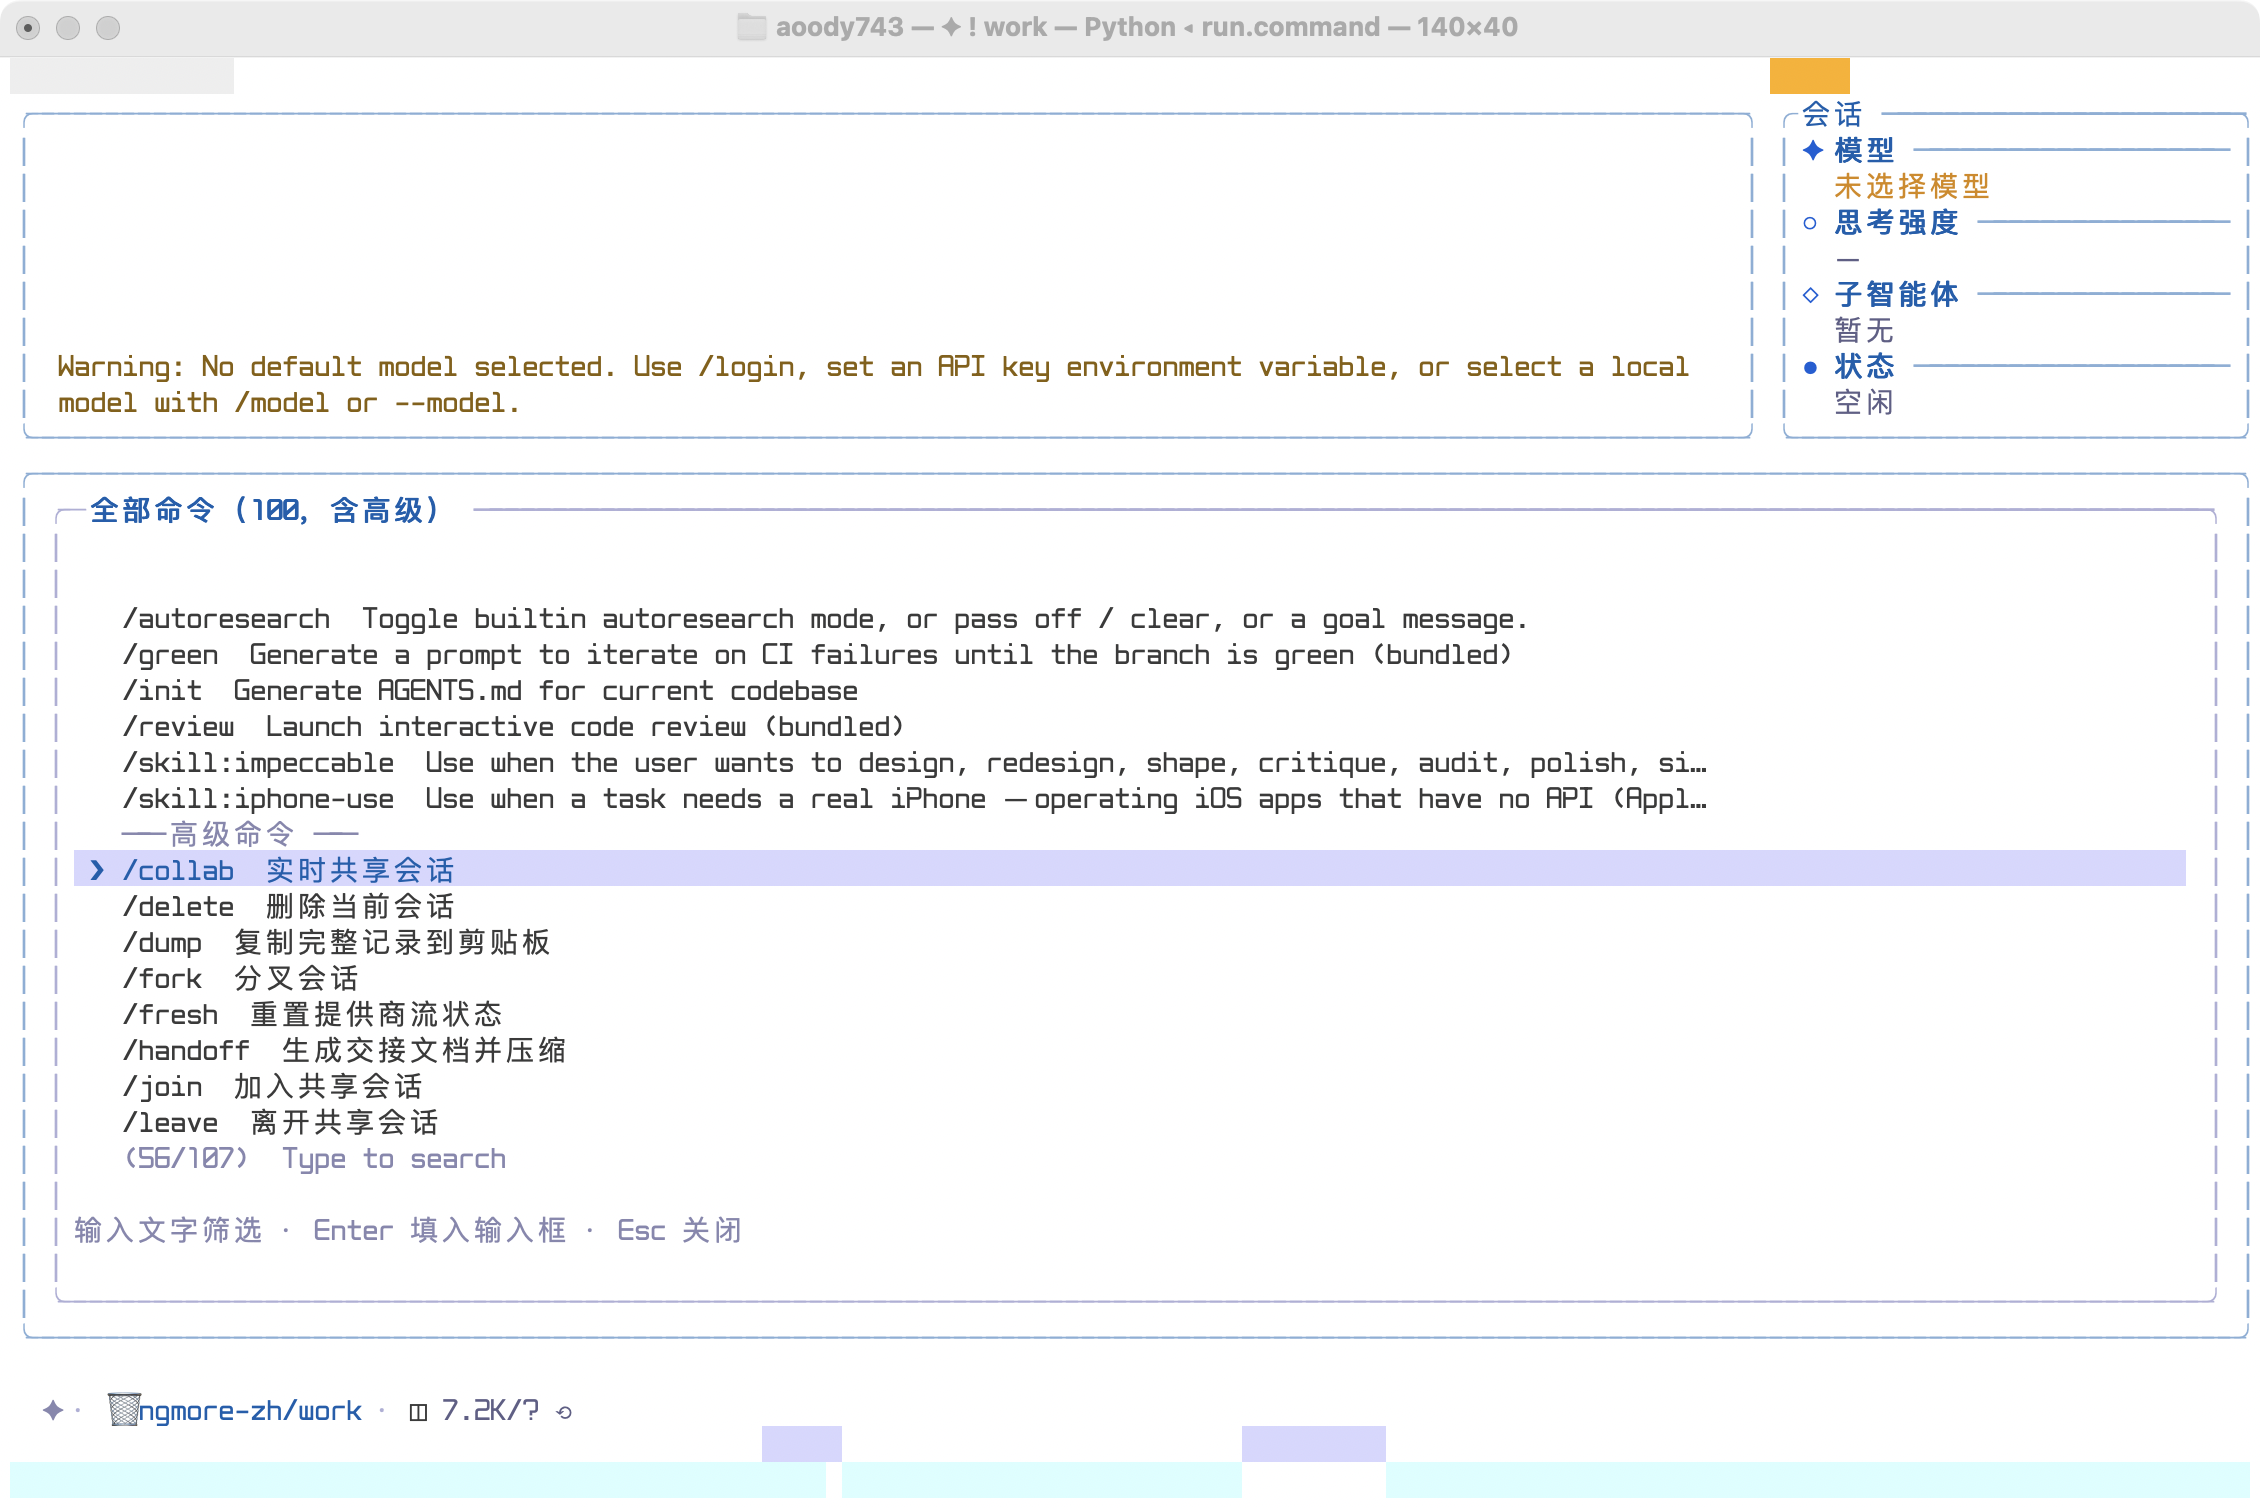 aoody743 — ✦ ! work — Python ◂ run.command — 140×40
会话
✦ 模型
未选择模型
○ 思考强度
—
◇ 子智能体
暂无
● 状态
空闲
Warning: No default model selected. Use /login, set an API key environment variable, or select a local
model with /model or --model.
全部命令 (100, 含高级)
/autoresearch  Toggle builtin autoresearch mode, or pass off / clear, or a goal message.
/green  Generate a prompt to iterate on CI failures until the branch is green (bundled)
/init  Generate AGENTS.md for current codebase
/review  Launch interactive code review (bundled)
/skill:impeccable  Use when the user wants to design, redesign, shape, critique, audit, polish, si…
/skill:iphone-use  Use when a task needs a real iPhone — operating iOS apps that have no API (Appl…
─── 高级命令 ───
❯ /collab  实时共享会话
/delete  删除当前会话
/dump  复制完整记录到剪贴板
/fork  分叉会话
/fresh  重置提供商流状态
/handoff  生成交接文档并压缩
/join  加入共享会话
/leave  离开共享会话
(56/107)  Type to search
输入文字筛选 · Enter 填入输入框 · Esc 关闭
✦ · 🗑ngmore-zh/work · ◫ 7.2K/? ⟲